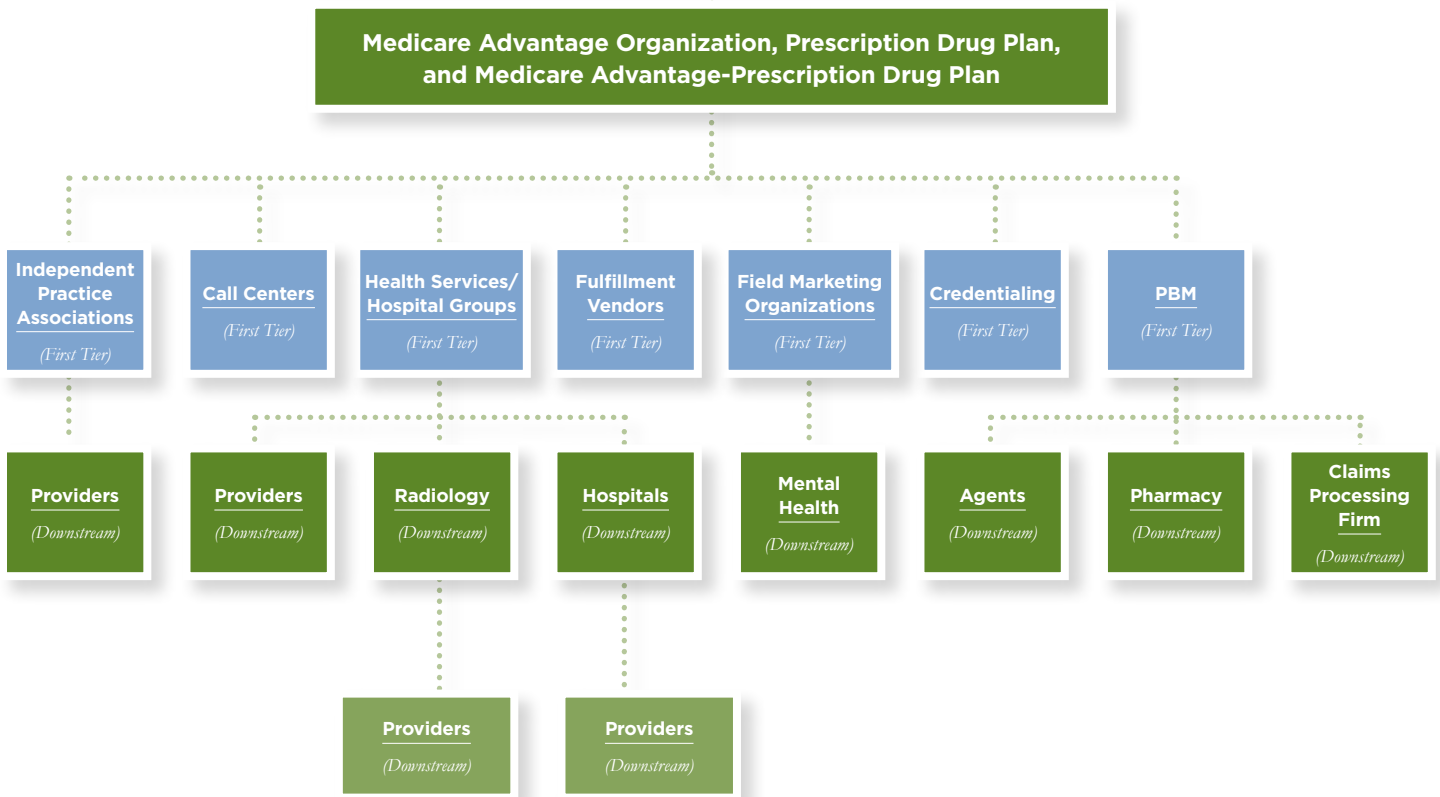 Medicare Advantage Organization, Prescription Drug Plan,
and Medicare Advantage-Prescription Drug Plan
Independent
Practice
Associations
(First Tier)
Call Centers
(First Tier)
Health Services/
Hospital Groups
(First Tier)
Fulfillment
Vendors
(First Tier)
Field Marketing
Organizations
(First Tier)
Credentialing
(First Tier)
PBM
(First Tier)
Providers
(Downstream)
Providers
(Downstream)
Radiology
(Downstream)
Hospitals
(Downstream)
Mental
Health
(Downstream)
Agents
(Downstream)
Pharmacy
(Downstream)
Claims
Processing
Firm
(Downstream)
Providers
(Downstream)
Providers
(Downstream)